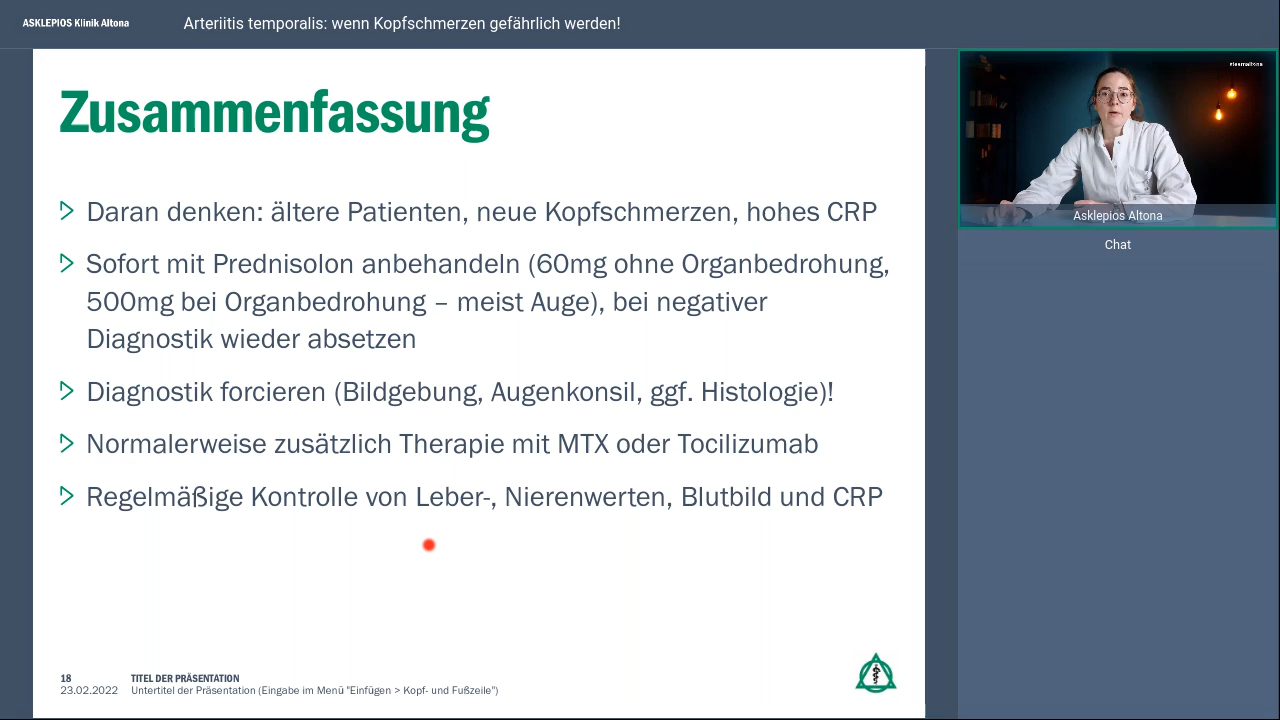 ASKLEPIOS Klinik Altona
Arteriitis temporalis: wenn Kopfschmerzen gefährlich werden!
Zusammenfassung
Daran denken: ältere Patienten, neue Kopfschmerzen, hohes CRP
Sofort mit Prednisolon anbehandeln (60mg ohne Organbedrohung,
500mg bei Organbedrohung – meist Auge), bei negativer
Diagnostik wieder absetzen
Diagnostik forcieren (Bildgebung, Augenkonsil, ggf. Histologie)!
Normalerweise zusätzlich Therapie mit MTX oder Tocilizumab
Regelmäßige Kontrolle von Leber-, Nierenwerten, Blutbild und CRP
18 TITEL DER PRÄSENTATION
23.02.2022 Untertitel der Präsentation (Eingabe im Menü "Einfügen > Kopf- und Fußzeile")
#teamaltona
Asklepios Altona
Chat